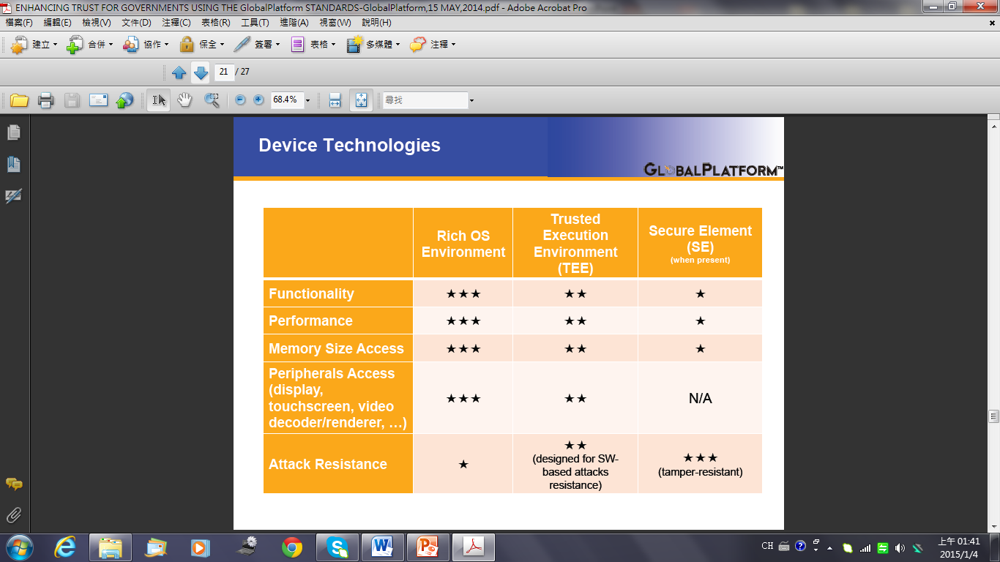 ENHANCING TRUST FOR GOVERNMENTS USING THE GlobalPlatform STANDARDS-GlobalPlatform,15 MAY,2014.pdf - Adobe Acrobat Pro
檔案(F) 編輯(E) 檢視(V) 文件(D) 注釋(C) 表格(R) 工具(T) 進階(A) 視窗(W) 說明(H)
建立 合併 協作 保全 簽署 表格 多媒體 注釋
21 / 27
68.4% 尋找
Device Technologies
GLOBALPLATFORM™
Rich OS
Environment
Trusted
Execution
Environment
(TEE)
Secure Element
(SE)
(when present)
Functionality ★★★ ★★ ★
Performance ★★★ ★★ ★
Memory Size Access ★★★ ★★ ★
Peripherals Access
(display,
touchscreen, video
decoder/renderer, …)
★★★ ★★ N/A
Attack Resistance ★
★★
(designed for SW-
based attacks
resistance)
★★★
(tamper-resistant)
CH
上午 01:41
2015/1/4